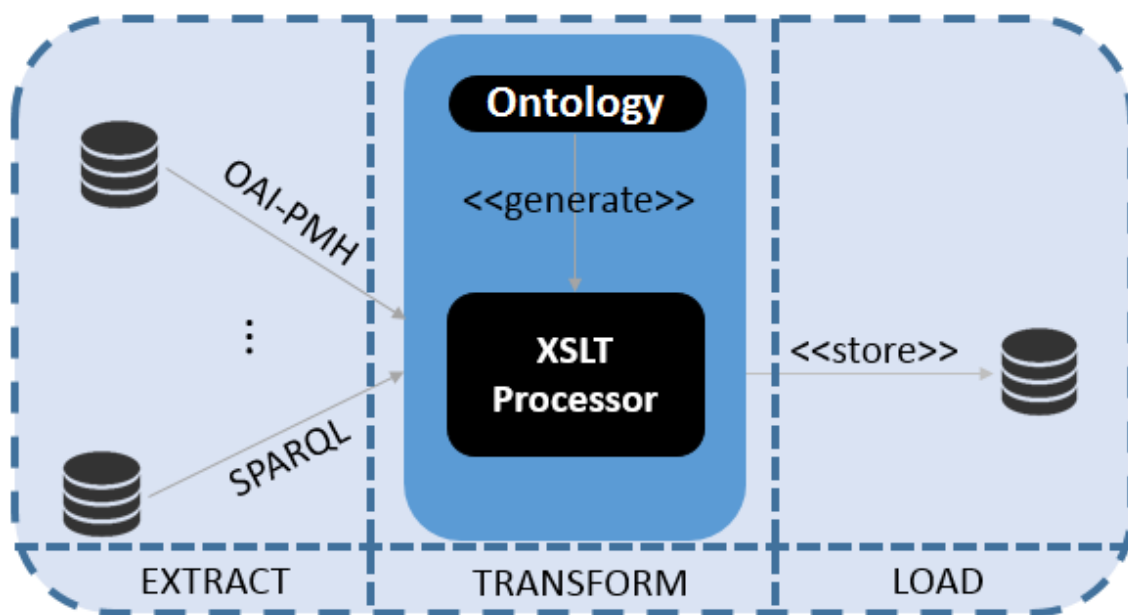 Ontology
<<generate>>
OAI-PMH
⋮
XSLT
Processor
<<store>>
SPARQL
EXTRACT
TRANSFORM
LOAD